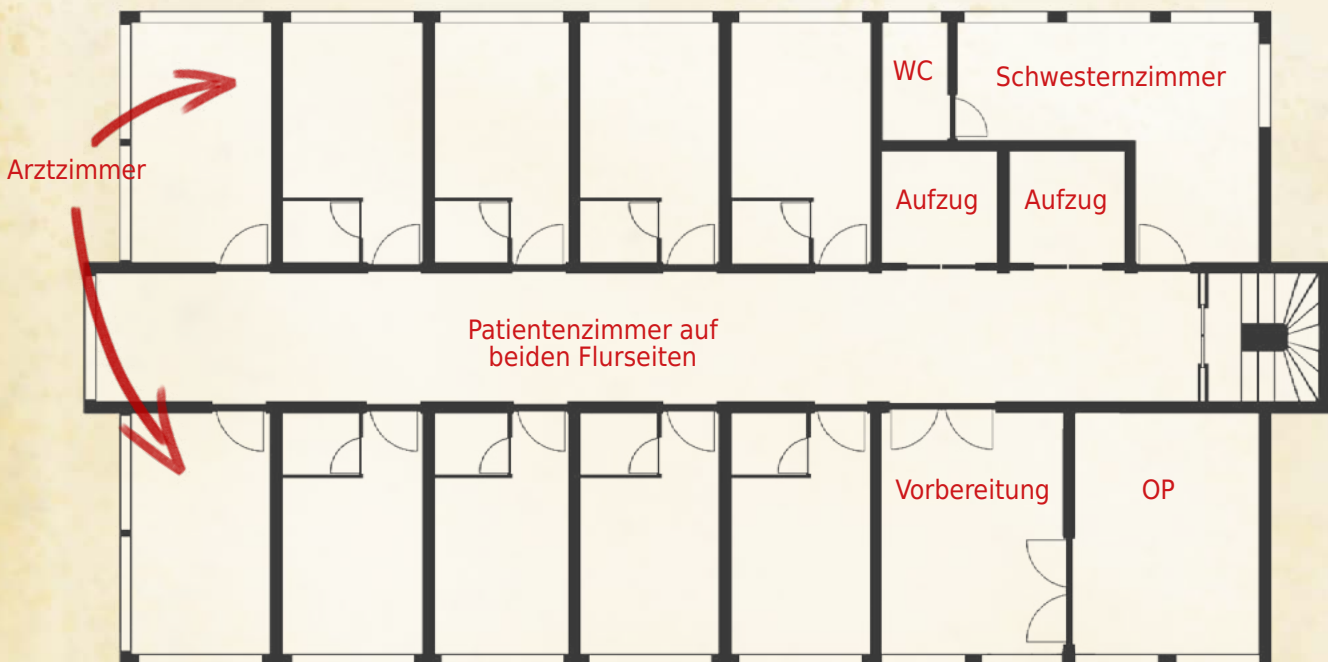 WC
Schwesternzimmer
Arztzimmer
Aufzug
Aufzug
Patientenzimmer auf
beiden Flurseiten
Vorbereitung
OP